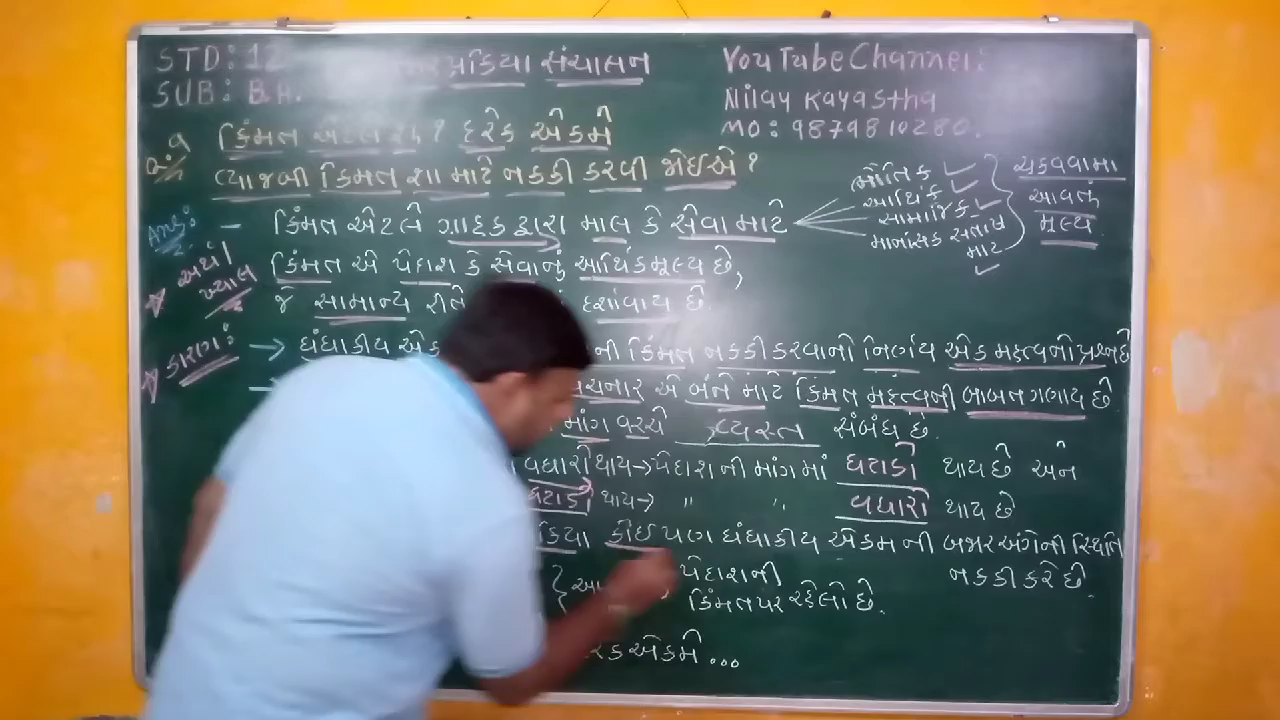 STD: 12
પ્રક્રિયા સંચાલન
SUB: B.A.
YouTube Channel:
Nilay Kayastha
MO: 9879810280.
Q:9 કિંમત એટલે શું? દરેક એકમે
વ્યાજબી કિંમત શા માટે નક્કી કરવી જોઈએ?
Ans: - કિંમત એટલે ગ્રાહક દ્વારા માલ કે સેવા માટે
ભૌતિક
આર્થિક
સામાજિક
માનસિક સંતોષ
માટે
ચુકવવામાં
આવતું
મૂલ્ય
અર્થ/
ખ્યાલ
કિંમત એ પેદાશ કે સેવાનું આર્થિકમૂલ્ય છે,
જે સામાન્ય રીતે દર્શાવાય છે
કારણ:
→ ધંધાકીય એક ની કિંમત નક્કી કરવાનો નિર્ણય એક મહત્વનો પ્રશ્ન છે
વેચનાર એ બંને માટે કિંમત મહત્વની બાબત ગણાય છે
માંગ વચ્ચે વ્યસ્ત સંબંધ છે.
વધારો થાય→ પેદાશની માંગમાં ઘટાડો થાય છે અને
ઘટાડો થાય→ " " વધારો થાય છે
કોઈ પણ ધંધાકીય એકમની બજાર અંગેની સ્થિતિ
નક્કી કરે છે.
પેદાશની
કિંમત પર રહેલો છે.
એકમે...